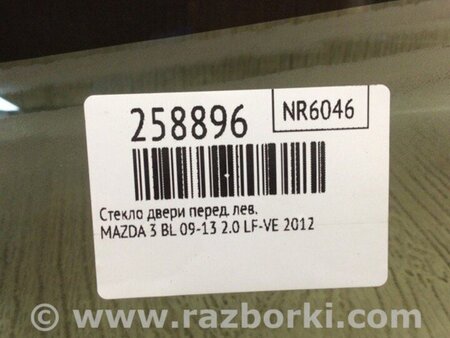 258896
NR6046
Стекло двери перед. лев.
MAZDA 3 BL 09-13 2.0 LF-VE 2012
© www.razborki.com